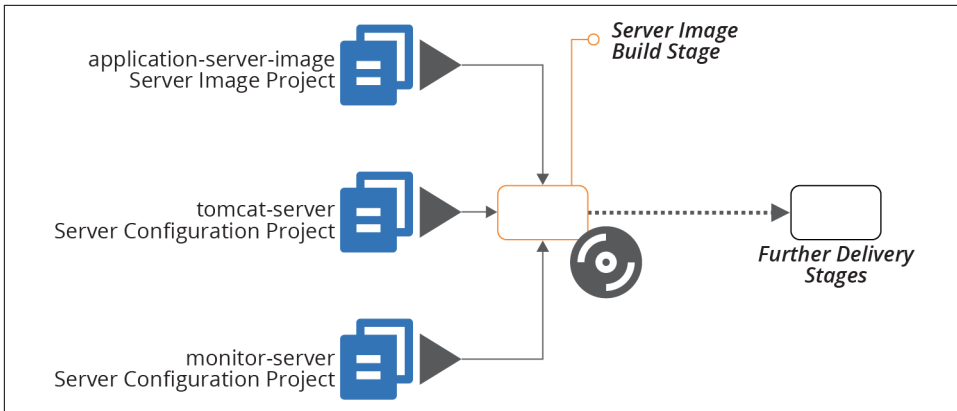 application-server-image
Server Image Project
Server Image
Build Stage
tomcat-server
Server Configuration Project
Further Delivery
Stages
monitor-server
Server Configuration Project